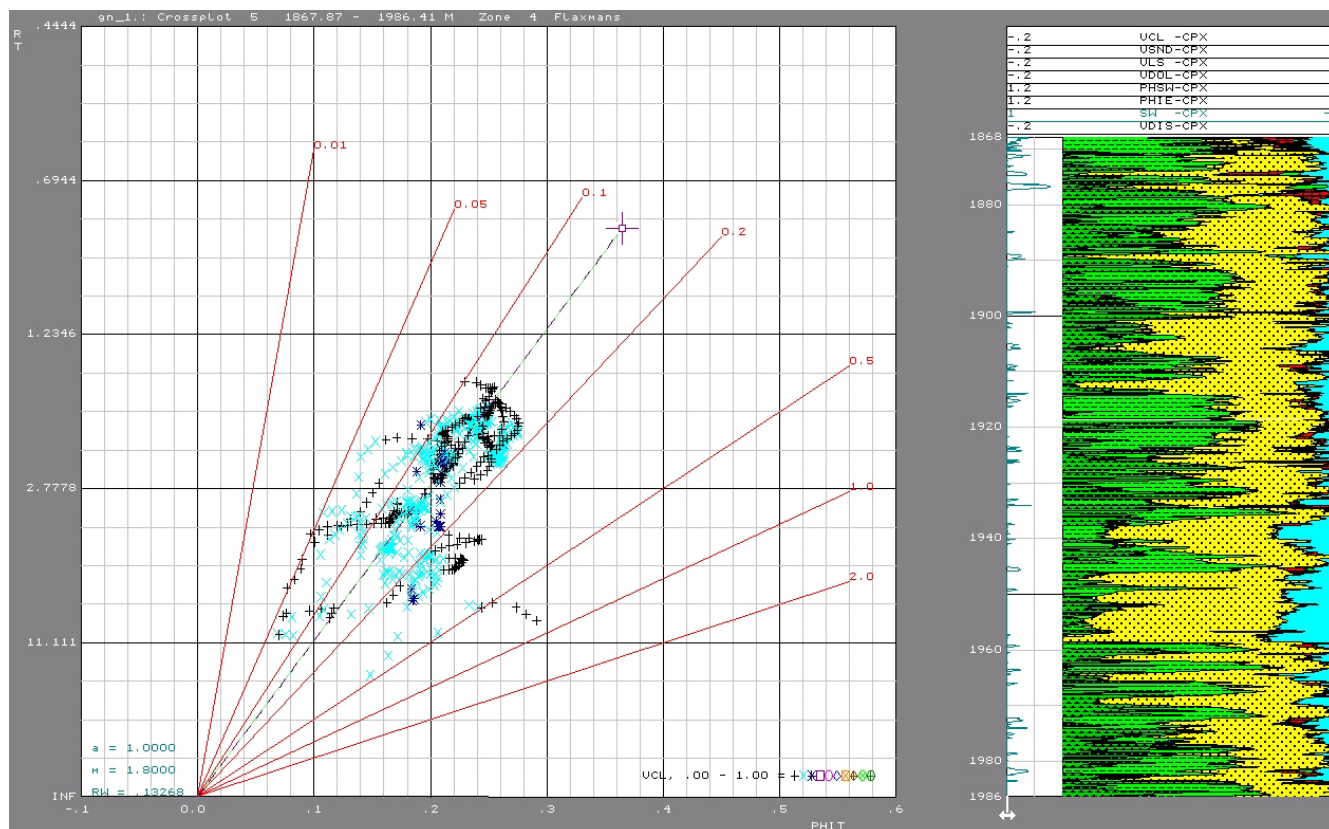 gn_1.: Crossplot 5 1867.87 - 1986.41 M Zone 4 Flaxmans
R
T
.4444
.6944
1.2346
2.7778
11.111
INF
0.01
0.05
0.1
0.2
0.5
1.0
2.0
a = 1.0000
M = 1.8000
RW = .13268
VCL, .00 - 1.00 =
-.1 0.0 .1 .2 .3 .4 .5 .6
PHIT
-.2 VCL -CPX
-.2 VSND-CPX
-.2 VLS -CPX
-.2 VDOL-CPX
1.2 PHSW-CPX
1.2 PHIE-CPX
1 SW -CPX -
-.2 VDIS-CPX
1868
1880
1900
1920
1940
1960
1980
1986